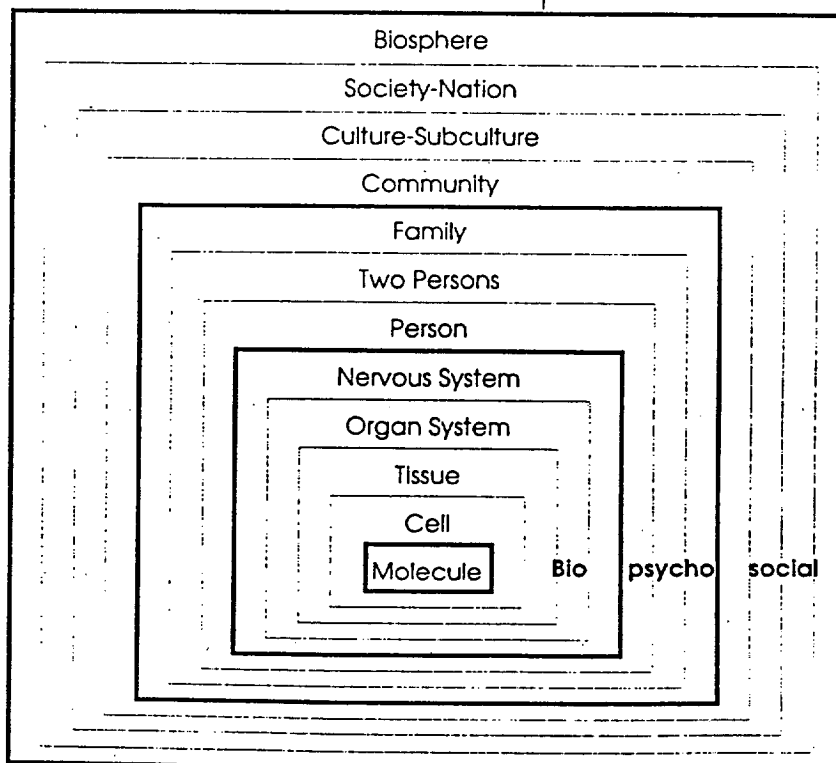 Biosphere
Society-Nation
Culture-Subculture
Community
Family
Two Persons
Person
Nervous System
Organ System
Tissue
Cell
Molecule Bio psycho social